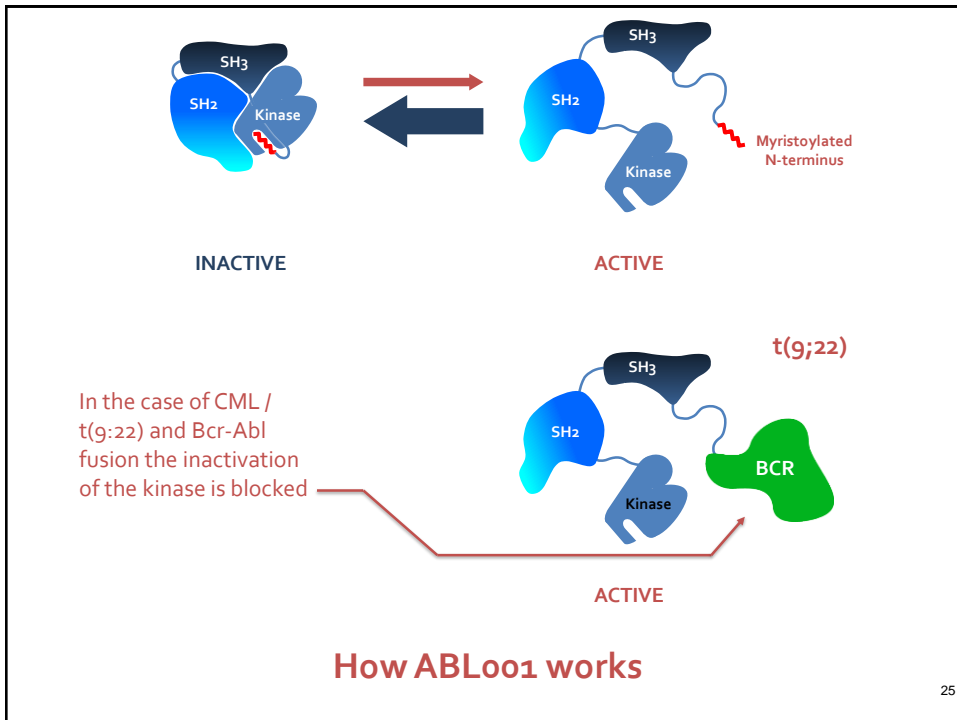 SH3
SH2
Kinase
INACTIVE
SH3
SH2
Kinase
Myristoylated
N-terminus
ACTIVE
t(9;22)
In the case of CML /
t(9:22) and Bcr-Abl
fusion the inactivation
of the kinase is blocked
SH3
SH2
Kinase
BCR
ACTIVE
How ABL001 works
25